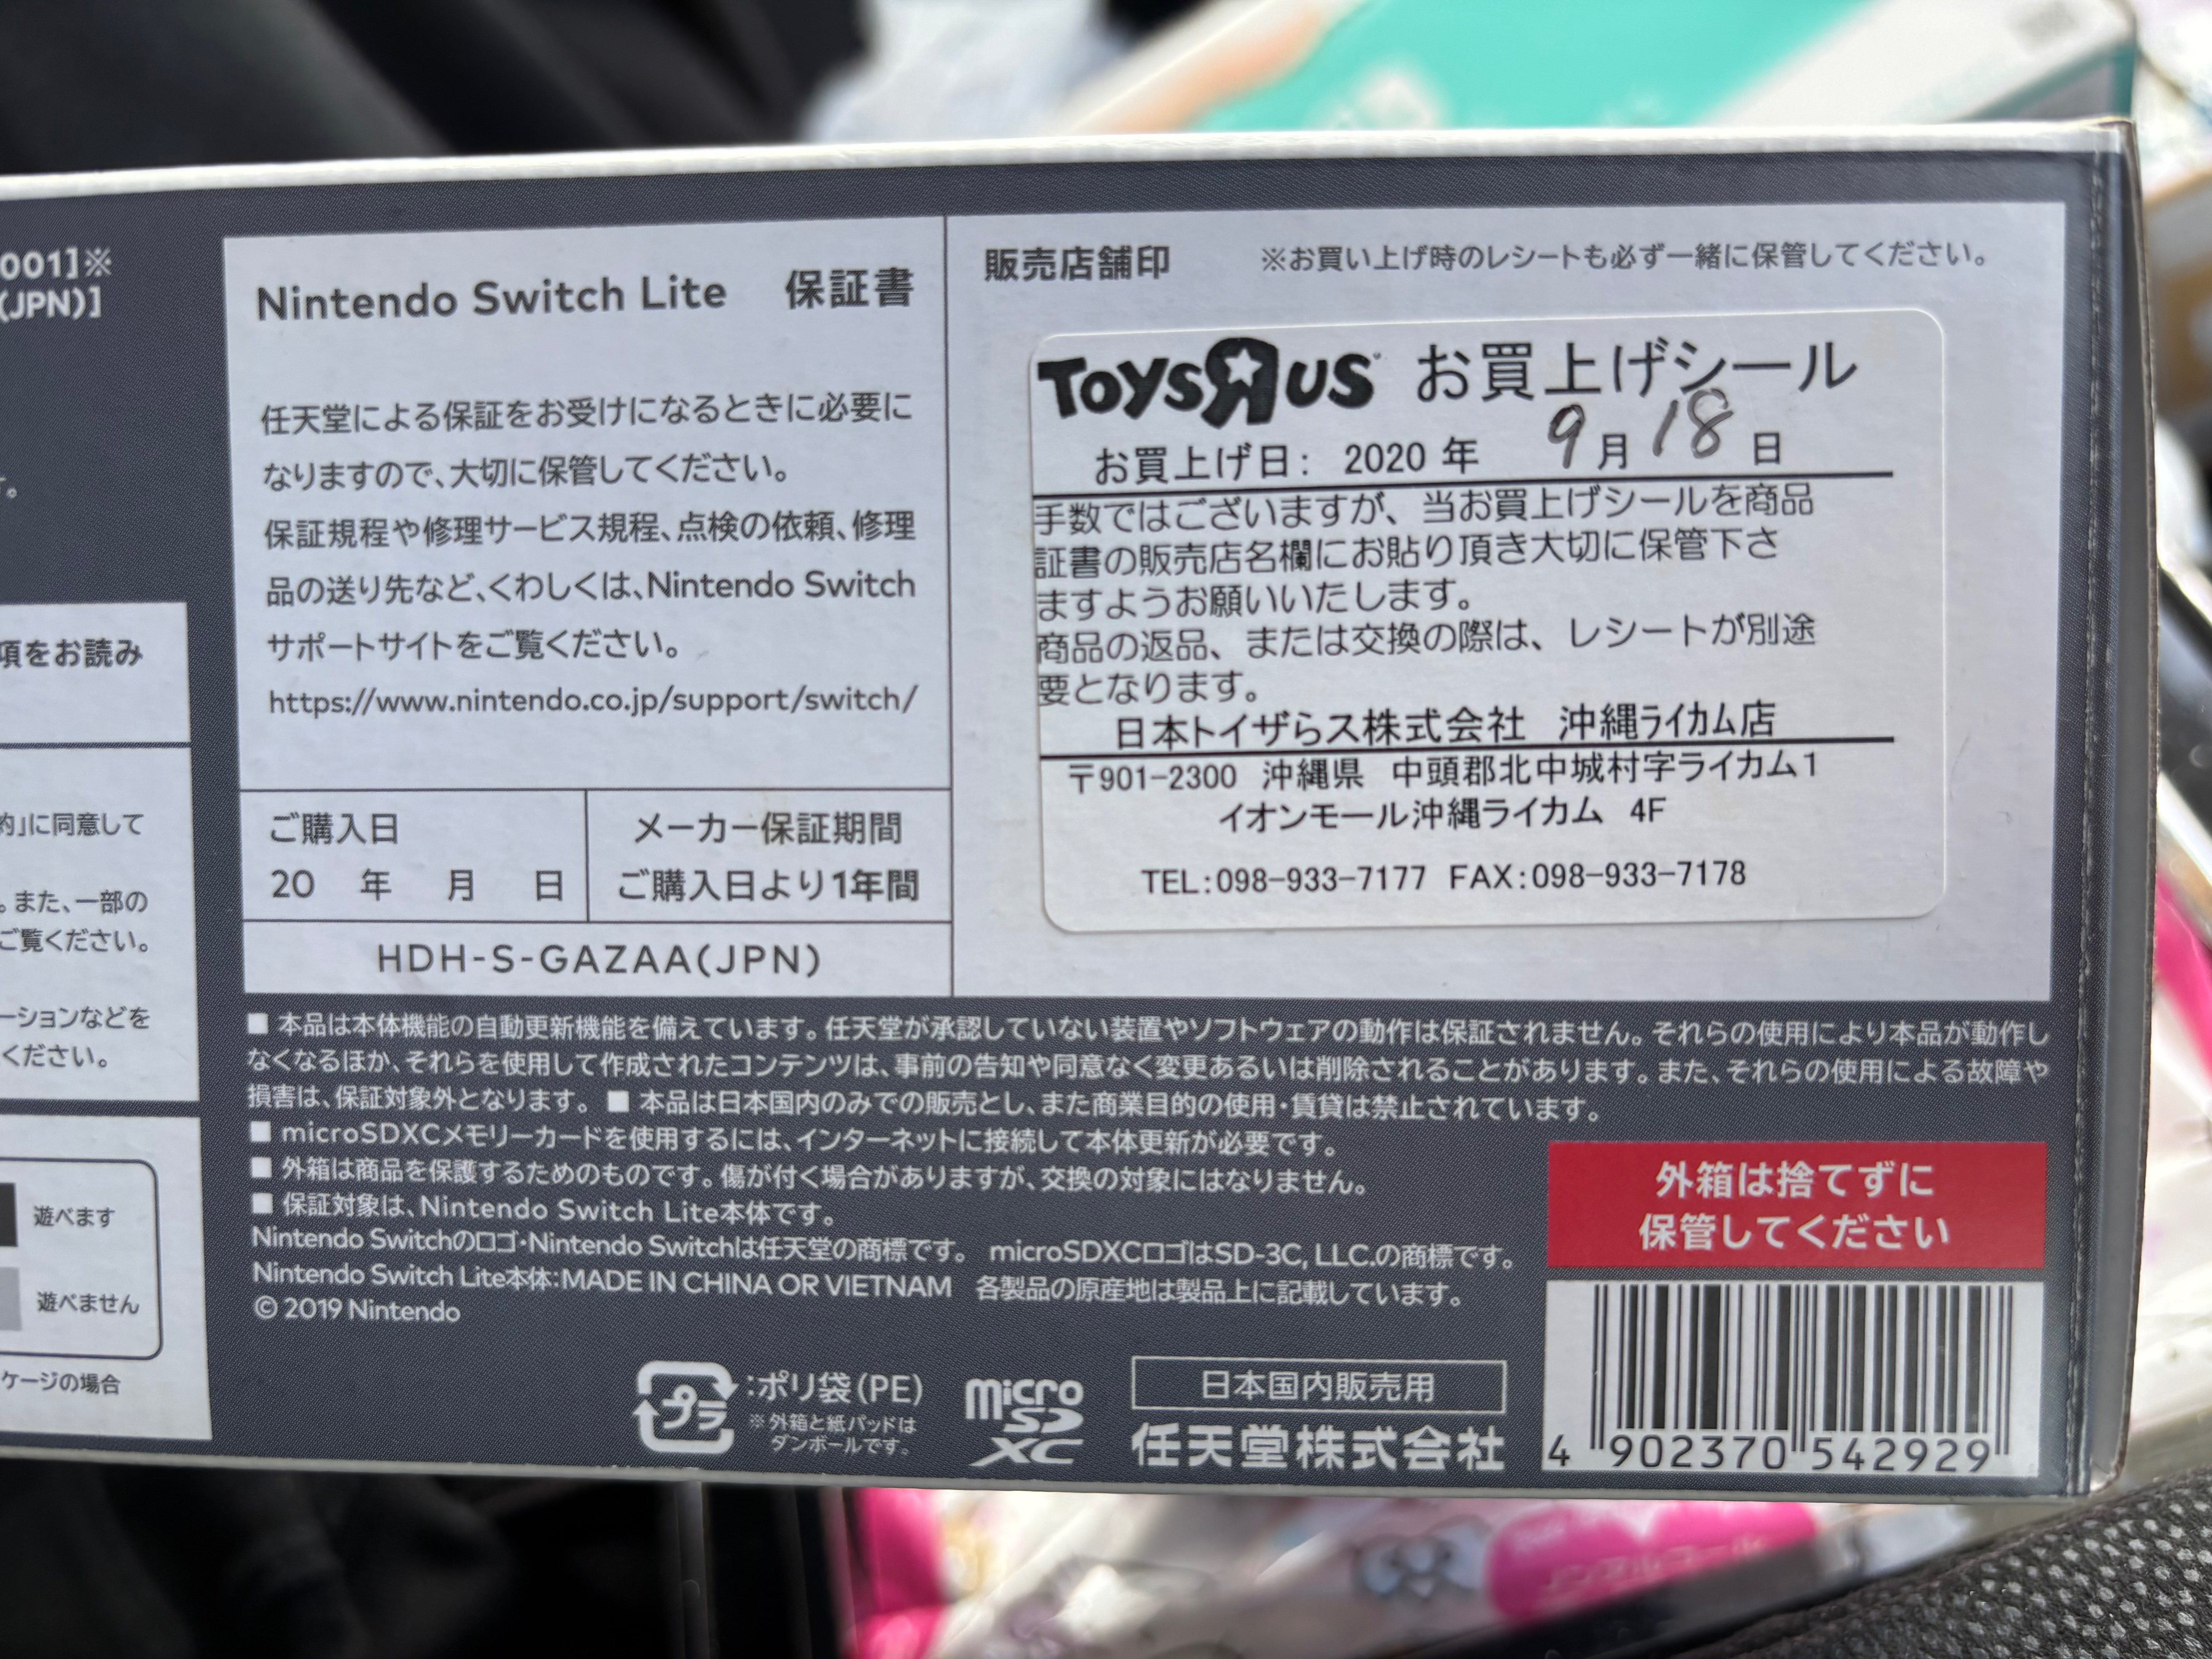 001]※
(JPN)]
す。
項をお読み
約」に同意して
。また、一部の
ご覧ください。
ーションなどを
ください。
遊べます
遊べません
ケージの場合
Nintendo Switch Lite 保証書
任天堂による保証をお受けになるときに必要に
なりますので、大切に保管してください。
保証規程や修理サービス規程、点検の依頼、修理
品の送り先など、くわしくは、Nintendo Switch
サポートサイトをご覧ください。
https://www.nintendo.co.jp/support/switch/
ご購入日
20 年 月 日
メーカー保証期間
ご購入日より1年間
HDH-S-GAZAA(JPN)
販売店舗印 ※お買い上げ時のレシートも必ず一緒に保管してください。
ToysRus お買上げシール
お買上げ日: 2020 年 9月 18 日
手数ではございますが、当お買上げシールを商品
証書の販売店名欄にお貼り頂き大切に保管下さ
ますようお願いいたします。
商品の返品、または交換の際は、レシートが別途
要となります。
日本トイザらス株式会社 沖縄ライカム店
〒901-2300 沖縄県 中頭郡北中城村字ライカム1
イオンモール沖縄ライカム 4F
TEL:098-933-7177 FAX:098-933-7178
■ 本品は本体機能の自動更新機能を備えています。任天堂が承認していない装置やソフトウェアの動作は保証されません。それらの使用により本品が動作し
なくなるほか、それらを使用して作成されたコンテンツは、事前の告知や同意なく変更あるいは削除されることがあります。また、それらの使用による故障や
損害は、保証対象外となります。 ■ 本品は日本国内のみでの販売とし、また商業目的の使用・賃貸は禁止されています。
■ microSDXCメモリーカードを使用するには、インターネットに接続して本体更新が必要です。
■ 外箱は商品を保護するためのものです。傷が付く場合がありますが、交換の対象にはなりません。
■ 保証対象は、Nintendo Switch Lite本体です。
Nintendo Switchのロゴ・Nintendo Switchは任天堂の商標です。 microSDXCロゴはSD-3C, LLC.の商標です。
Nintendo Switch Lite本体:MADE IN CHINA OR VIETNAM 各製品の原産地は製品上に記載しています。
© 2019 Nintendo
外箱は捨てずに
保管してください
プラ :ポリ袋(PE)
※外箱と紙パッドは
ダンボールです。
micro
SD
XC
日本国内販売用
任天堂株式会社
4 902370 542929